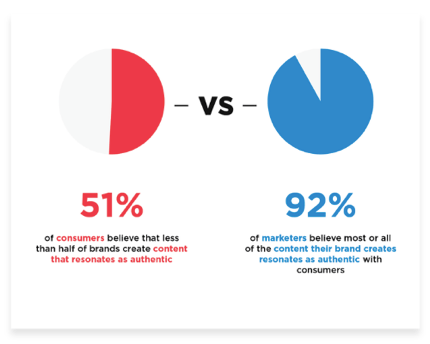 — VS —
51%
92%
of consumers believe that less
than half of brands create content
that resonates as authentic
of marketers believe most or all
of the content their brand creates
resonates as authentic with
consumers